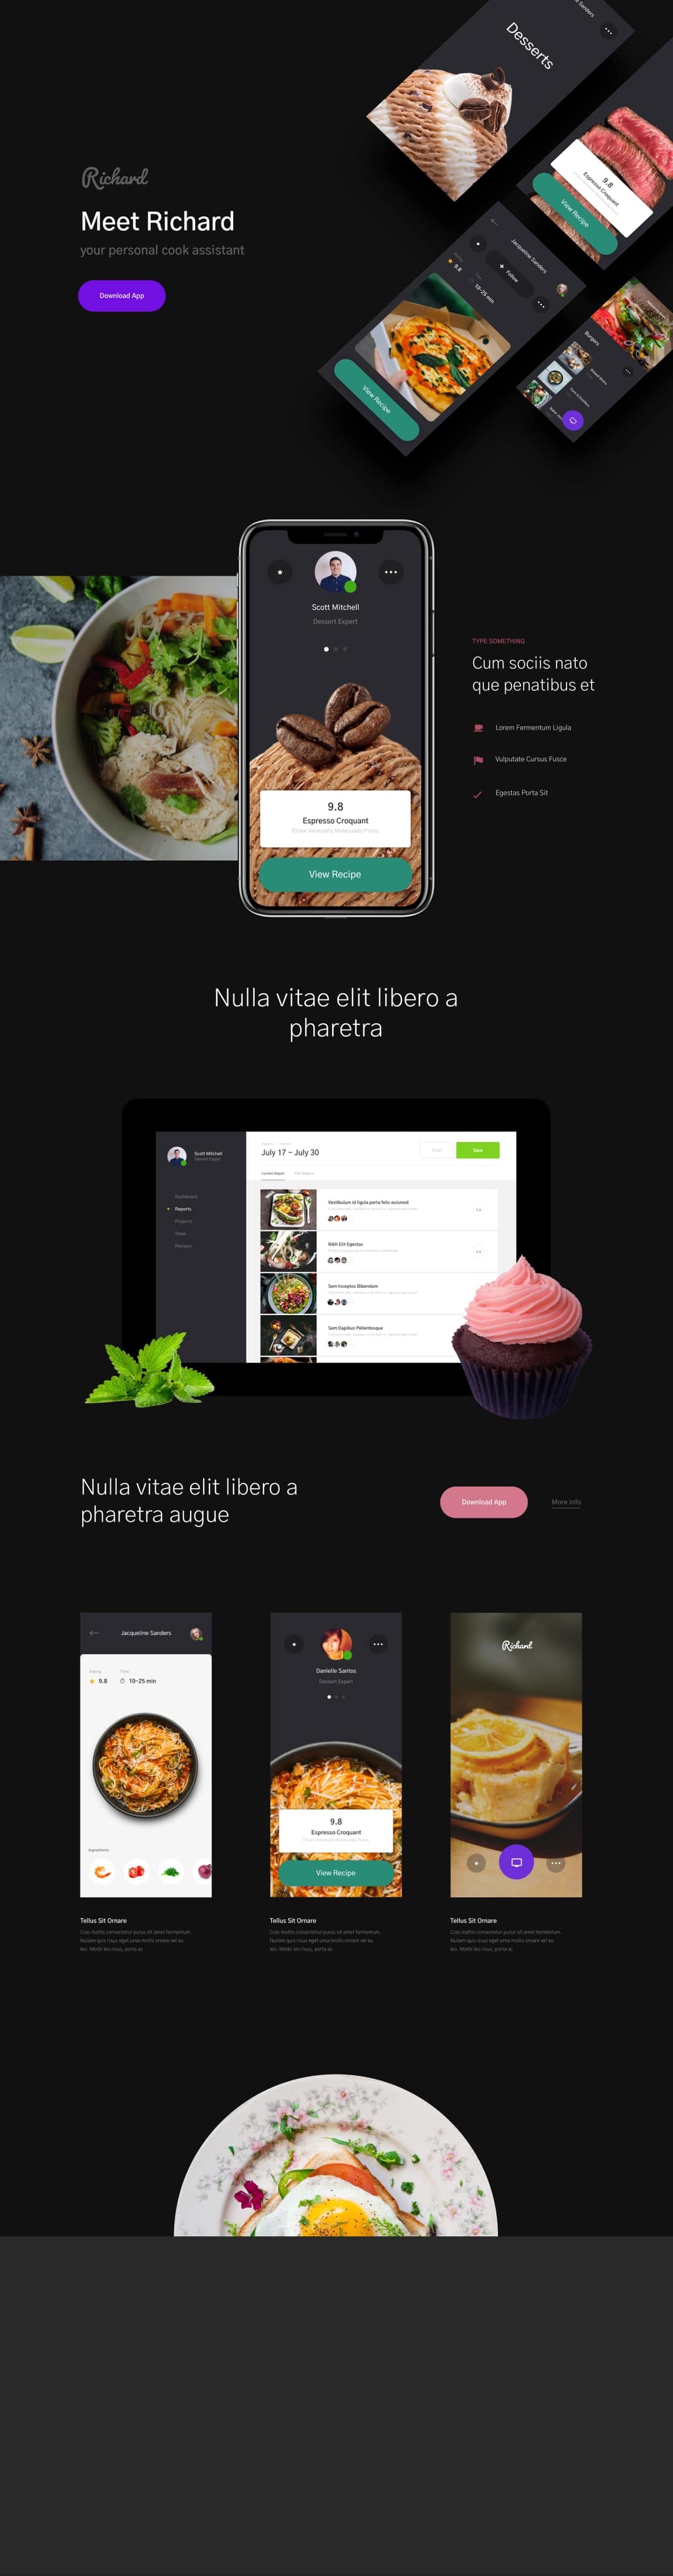 Sanders
Desserts
9.8
Espresso Croquant
View Recipe
Richard
Meet Richard
your personal cook assistant
Download App
Jacqueline Sanders
Follow
9.8
10-25 min
View Recipe
Burgers
Scott Mitchell
Dessert Expert
9.8
Espresso Croquant
Etiam Venenatis Malesuada Purus
View Recipe
TYPE SOMETHING
Cum sociis nato
que penatibus et
Lorem Fermentum Ligula
Vulputate Cursus Fusce
Egestas Porta Sit
Nulla vitae elit libero a
pharetra
Scott Mitchell
Dessert Expert
Dashboard
Reports
Projects
Team
Recipes
July 17 - July 30
Draft
Save
Current Report
Vestibulum id ligula porta felis euismod
Nibh Elit Egestas
Sem Inceptos Bibendum
Sem Dapibus Pellentesque
Nulla vitae elit libero a
pharetra augue
Download App
More Info
Jacqueline Sanders
Rating
Time
9.8
10-25 min
Ingredients
Danielle Santos
Dessert Expert
9.8
Espresso Croquant
Etiam Venenatis Malesuada Purus
View Recipe
Richard
Tellus Sit Ornare
Cras mattis consectetur purus sit amet fermentum.
Nullam quis risus eget urna mollis ornare vel eu
leo. Morbi leo risus, porta ac
Tellus Sit Ornare
Cras mattis consectetur purus sit amet fermentum.
Nullam quis risus eget urna mollis ornare vel eu
leo. Morbi leo risus, porta ac
Tellus Sit Ornare
Cras mattis consectetur purus sit amet fermentum.
Nullam quis risus eget urna mollis ornare vel eu
leo. Morbi leo risus, porta ac